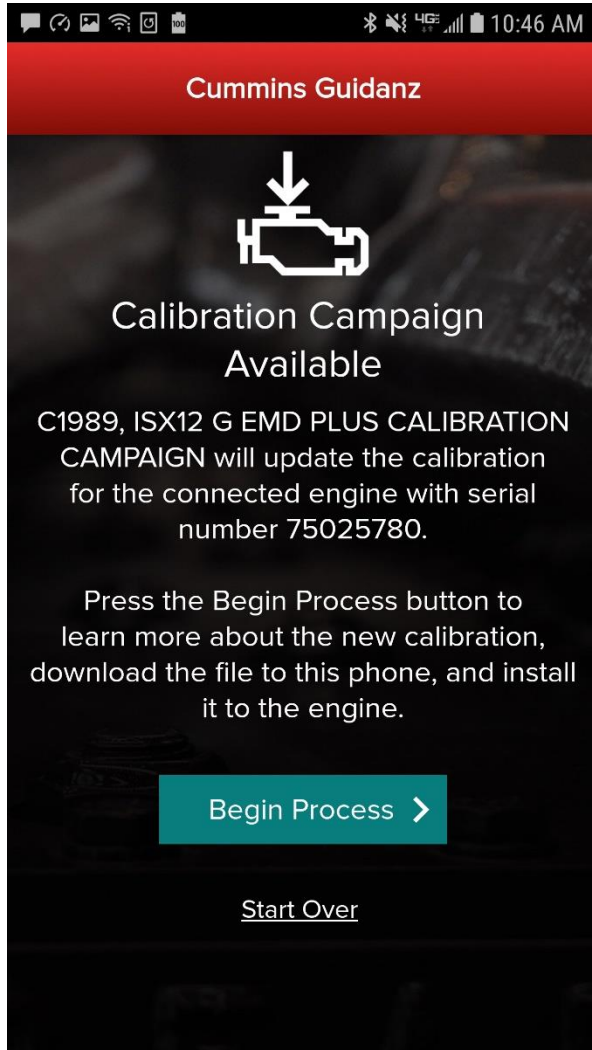 100
4G
10:46 AM
Cummins Guidanz
Calibration Campaign
Available
C1989, ISX12 G EMD PLUS CALIBRATION
CAMPAIGN will update the calibration
for the connected engine with serial
number 75025780.
Press the Begin Process button to
learn more about the new calibration,
download the file to this phone, and install
it to the engine.
Begin Process
Start Over